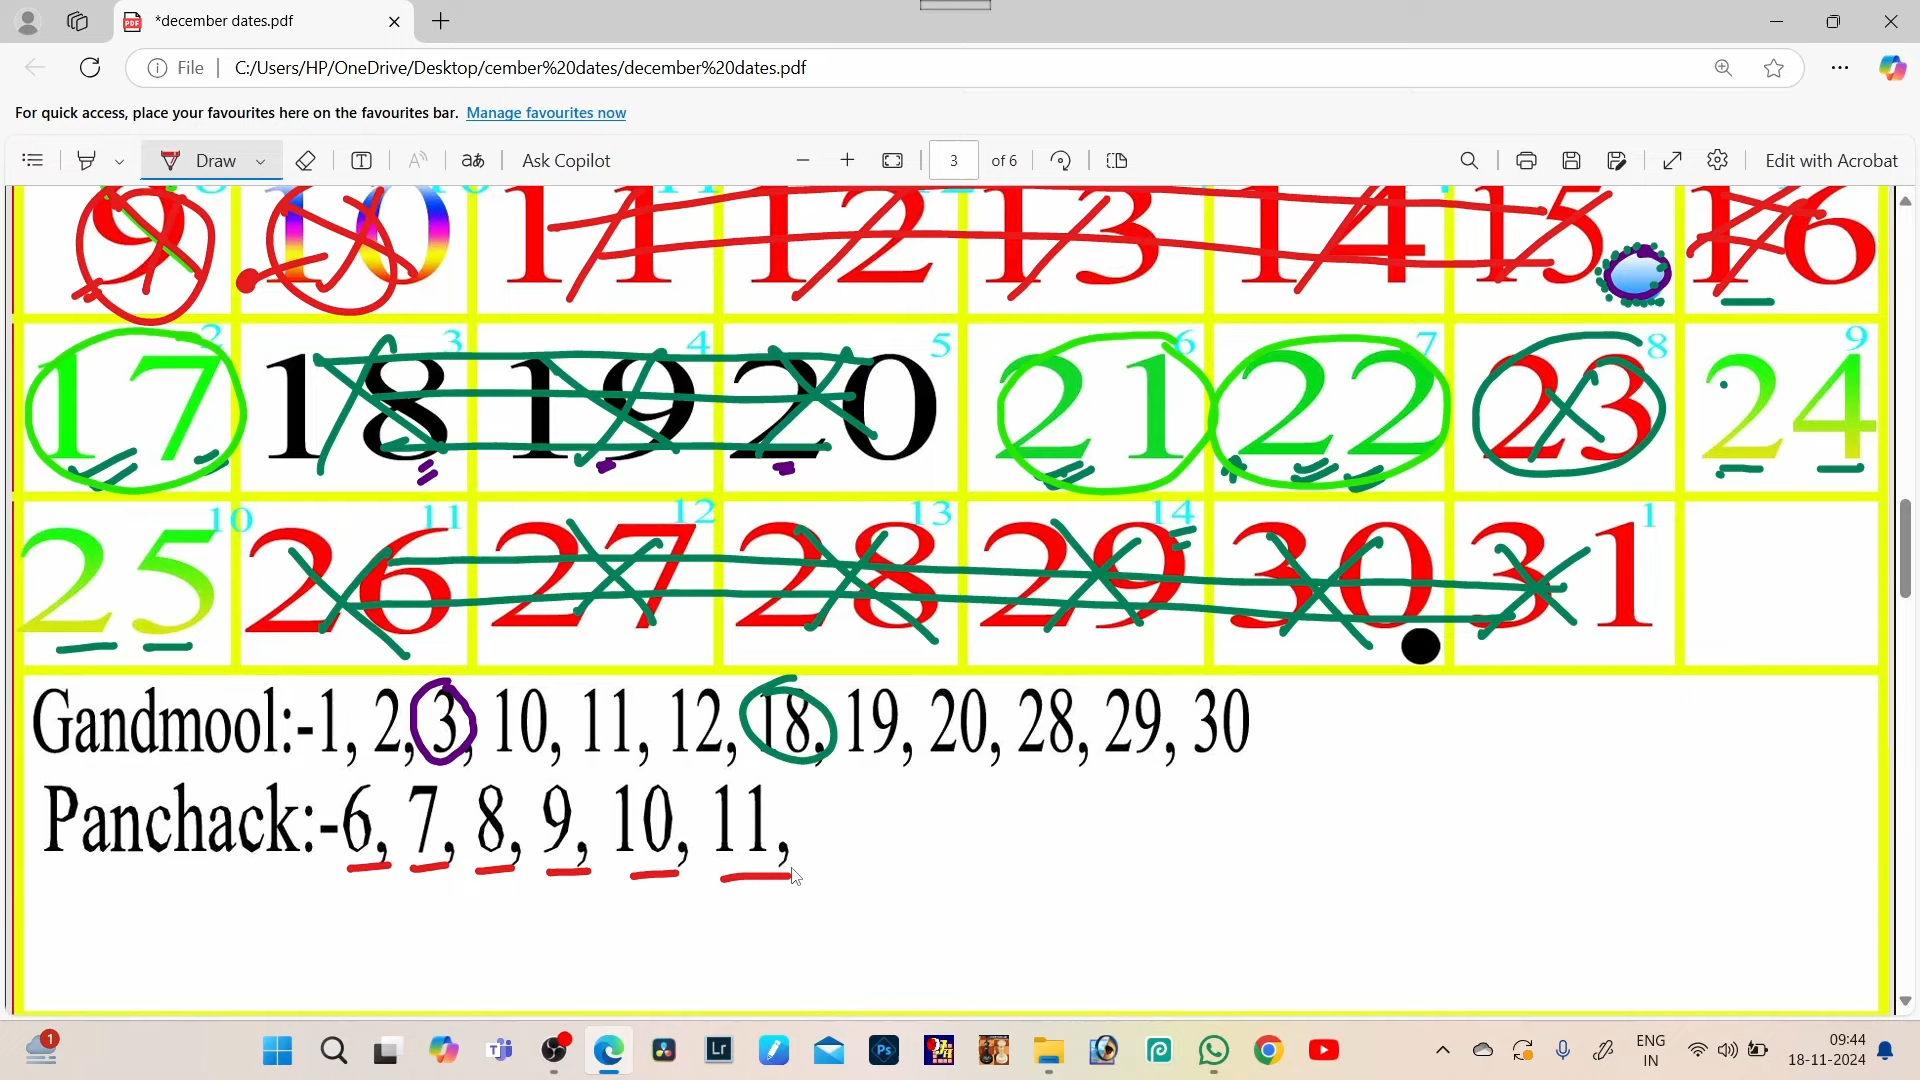 *december dates.pdf
File C:/Users/HP/OneDrive/Desktop/cember%20dates/december%20dates.pdf
For quick access, place your favourites here on the favourites bar. Manage favourites now
Draw Ask Copilot 3 of 6 Edit with Acrobat
9 10 11 12 13 14 15 16
2 3 4 5 6 7 8 9
17 18 19 20 21 22 23 24
10 11 12 13 14 1
25 26 27 28 29 30 31
Gandmool:-1, 2, 3, 10, 11, 12, 18, 19, 20, 28, 29, 30
Panchack:-6, 7, 8, 9, 10, 11,
1 Lr Ps ENG 09:44
IN 18-11-2024